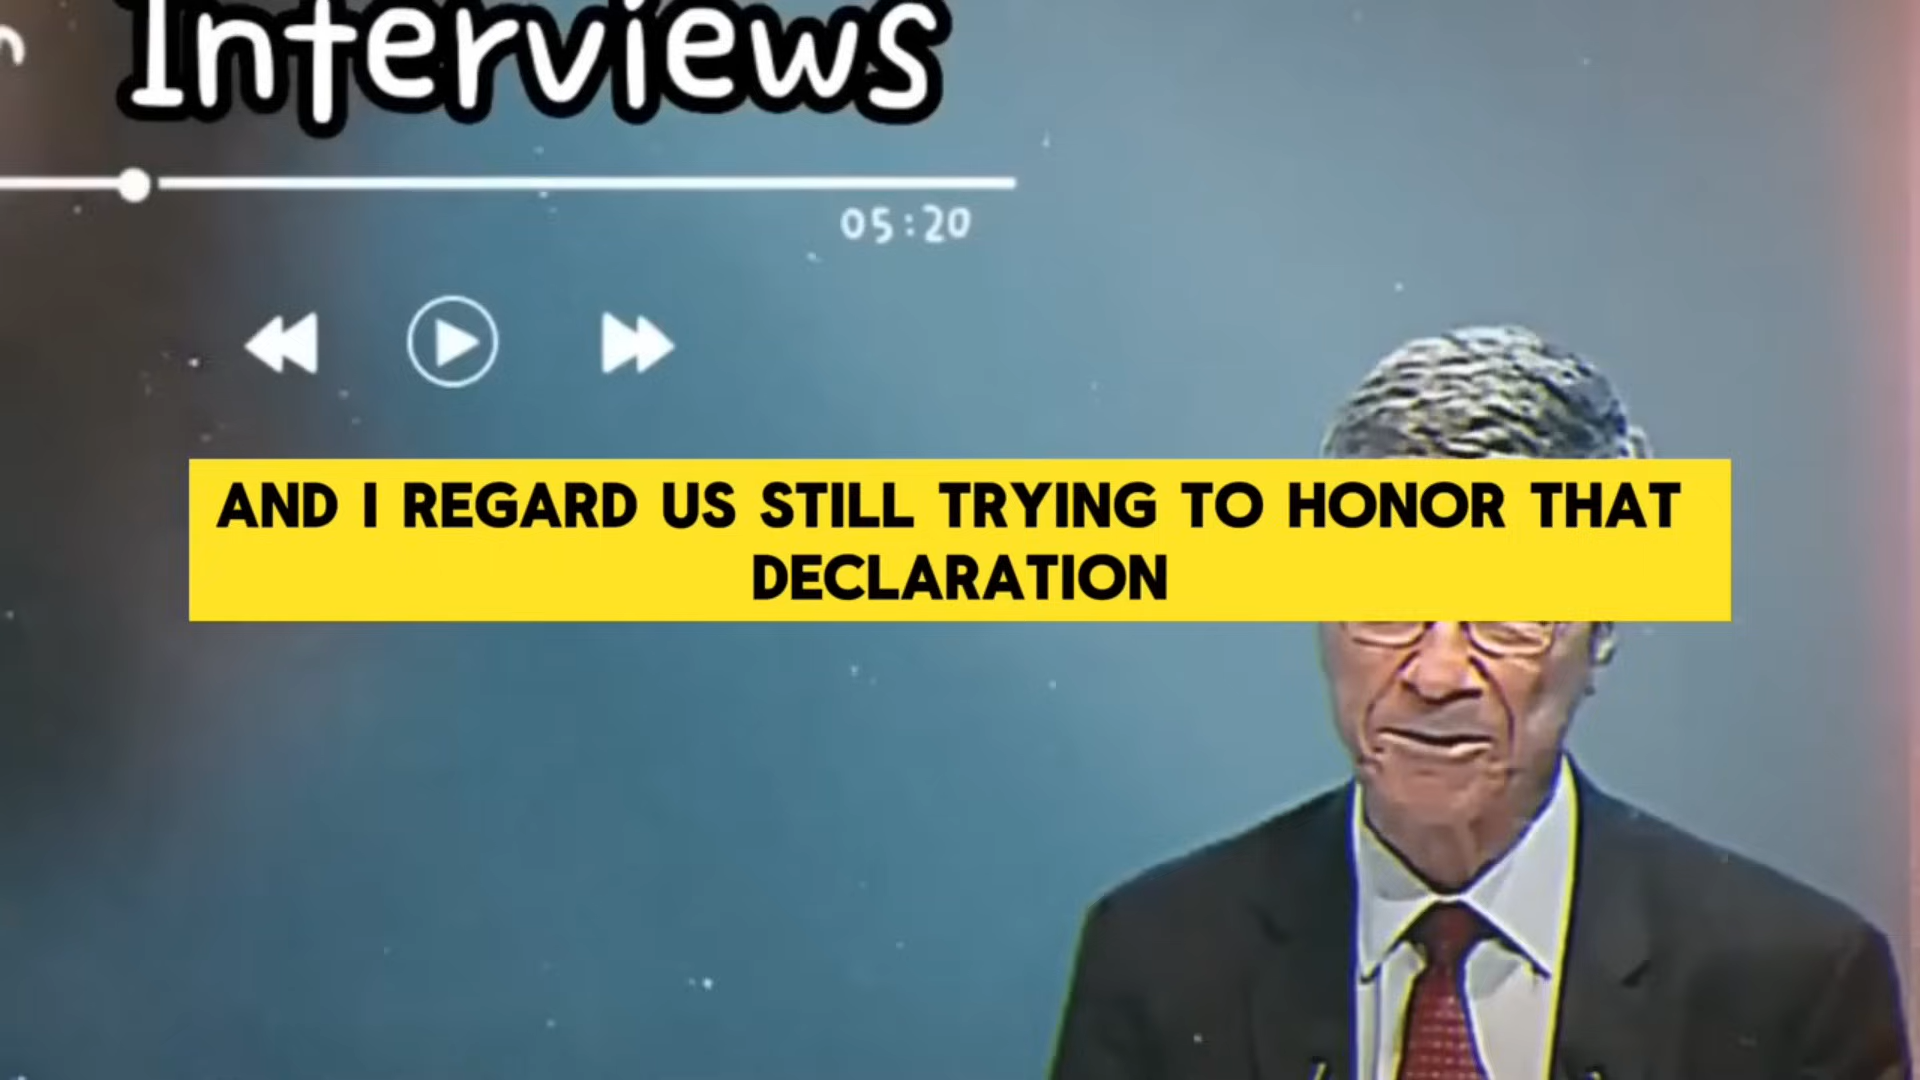 Interviews
05:20
AND I REGARD US STILL TRYING TO HONOR THAT
DECLARATION